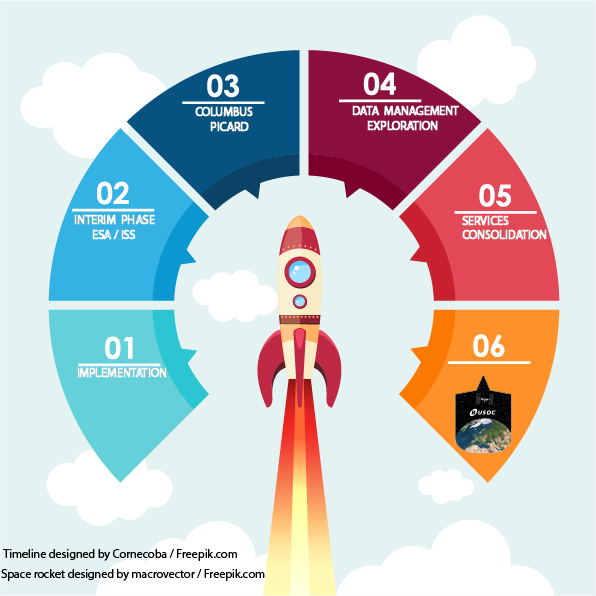 01
IMPLEMENTATION
02
INTERIM PHASE
ESA / ISS
03
COLUMBUS
PICARD
04
DATA MANAGEMENT
EXPLORATION
05
SERVICES
CONSOLIDATION
06
USOC
Timeline designed by Cornecoba / Freepik.com
Space rocket designed by macrovector / Freepik.com